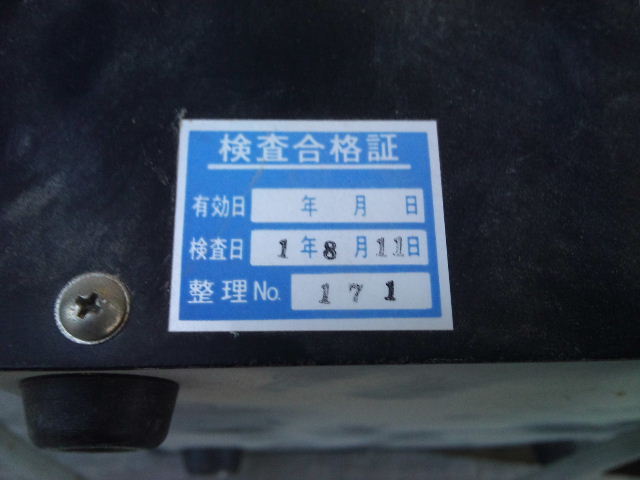 検査合格証
有効日 年 月 日
検査日 1年8月11日
整理No. 171